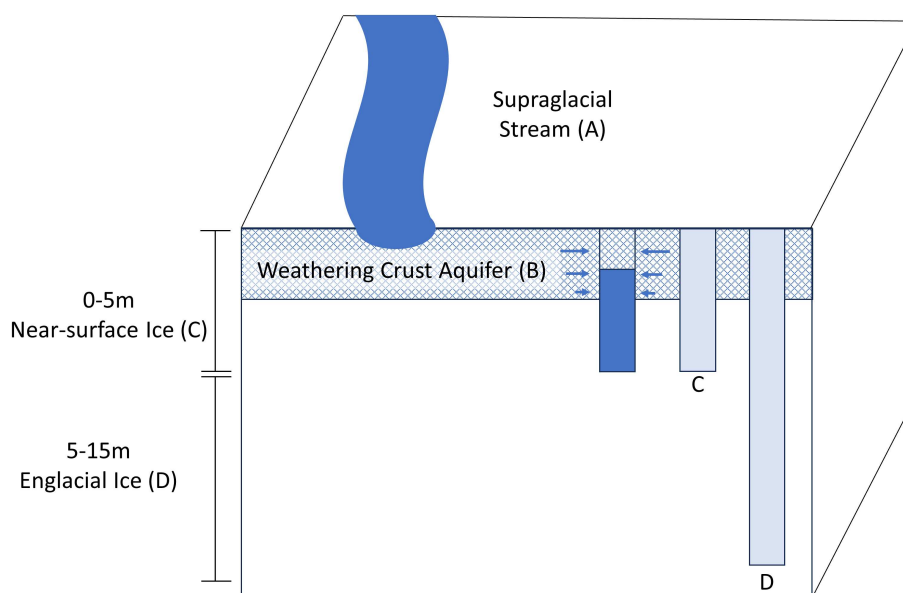 Supraglacial
Stream (A)
Weathering Crust Aquifer (B)
0-5m
Near-surface Ice (C)
C
5-15m
Englacial Ice (D)
D